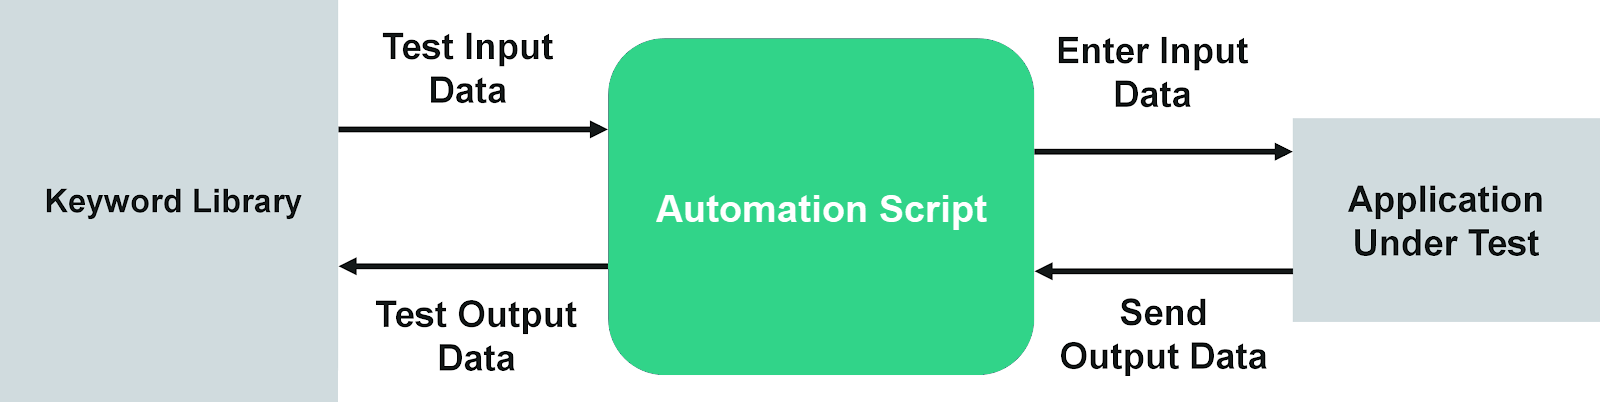 Keyword Library
Test Input
Data
Test Output
Data
Automation Script
Enter Input
Data
Send
Output Data
Application
Under Test